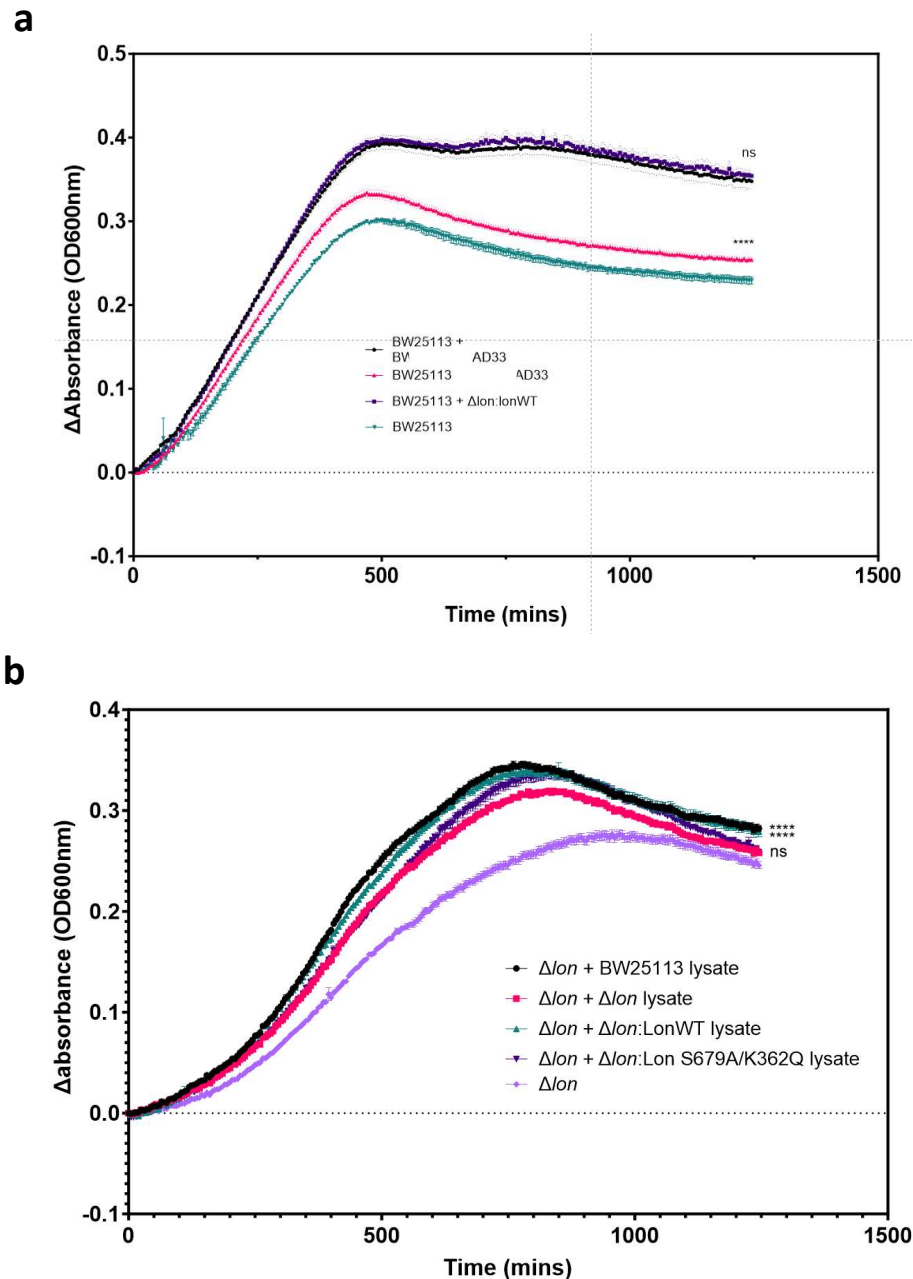 a
0.5
0.4
0.3
0.2
0.1
0.0
-0.1
ΔAbsorbance (OD600nm)
ns
****
BW25113 +
BW AD33
BW25113 AD33
BW25113 + Δlon:lonWT
BW25113
0
500
1000
1500
Time (mins)
b
0.4
0.3
0.2
0.1
0.0
-0.1
Δabsorbance (OD600nm)
****
****
ns
Δlon + BW25113 lysate
Δlon + Δlon lysate
Δlon + Δlon:LonWT lysate
Δlon + Δlon:Lon S679A/K362Q lysate
Δlon
0
500
1000
1500
Time (mins)